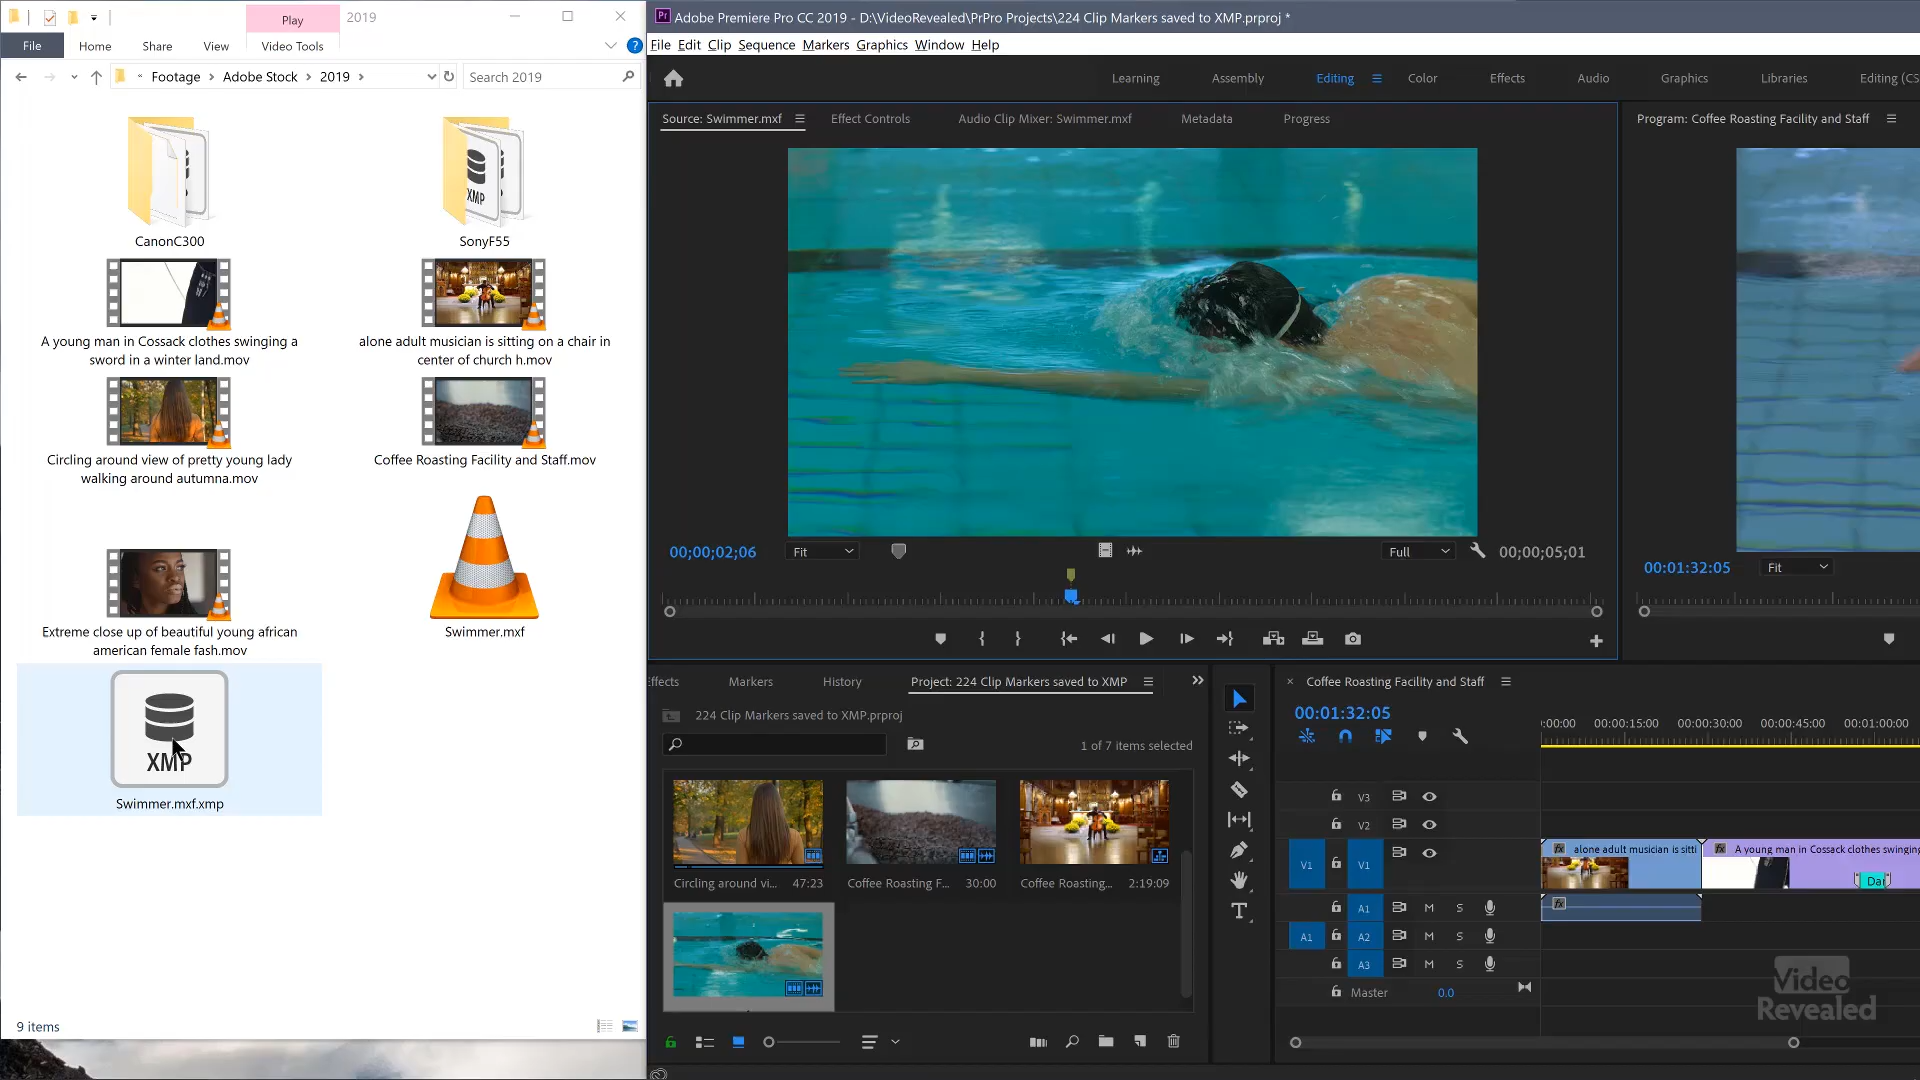 Play
2019
File
Home
Share
View
Video Tools
Footage
Adobe Stock
2019
Search 2019
CanonC300
XMP
SonyF55
A young man in Cossack clothes swinging a
sword in a winter land.mov
alone adult musician is sitting on a chair in
center of church h.mov
Circling around view of pretty young lady
walking around autumna.mov
Coffee Roasting Facility and Staff.mov
Extreme close up of beautiful young african
american female fash.mov
Swimmer.mxf
XMP
Swimmer.mxf.xmp
9 items
Pr Adobe Premiere Pro CC 2019 - D:\VideoRevealed\PrPro Projects\224 Clip Markers saved to XMP.prproj *
File Edit Clip Sequence Markers Graphics Window Help
Learning
Assembly
Editing
Color
Effects
Audio
Graphics
Libraries
Editing (CS
Source: Swimmer.mxf
Effect Controls
Audio Clip Mixer: Swimmer.mxf
Metadata
Progress
Program: Coffee Roasting Facility and Staff
00;00;02;06
Fit
Full
00;00;05;01
00:01:32:05
Fit
ffects
Markers
History
Project: 224 Clip Markers saved to XMP
224 Clip Markers saved to XMP.prproj
1 of 7 items selected
Circling around vi...
47:23
Coffee Roasting F...
30:00
Coffee Roasting...
2:19:09
Coffee Roasting Facility and Staff
00:01:32:05
:00:00
00:00:15:00
00:00:30:00
00:00:45:00
00:01:00:00
V3
V2
V1
V1
fx alone adult musician is sitti
fx A young man in Cossack clothes swinging
Dan
A1
M
S
fx
A1
A2
M
S
A3
M
S
Master
0.0
Video
Revealed